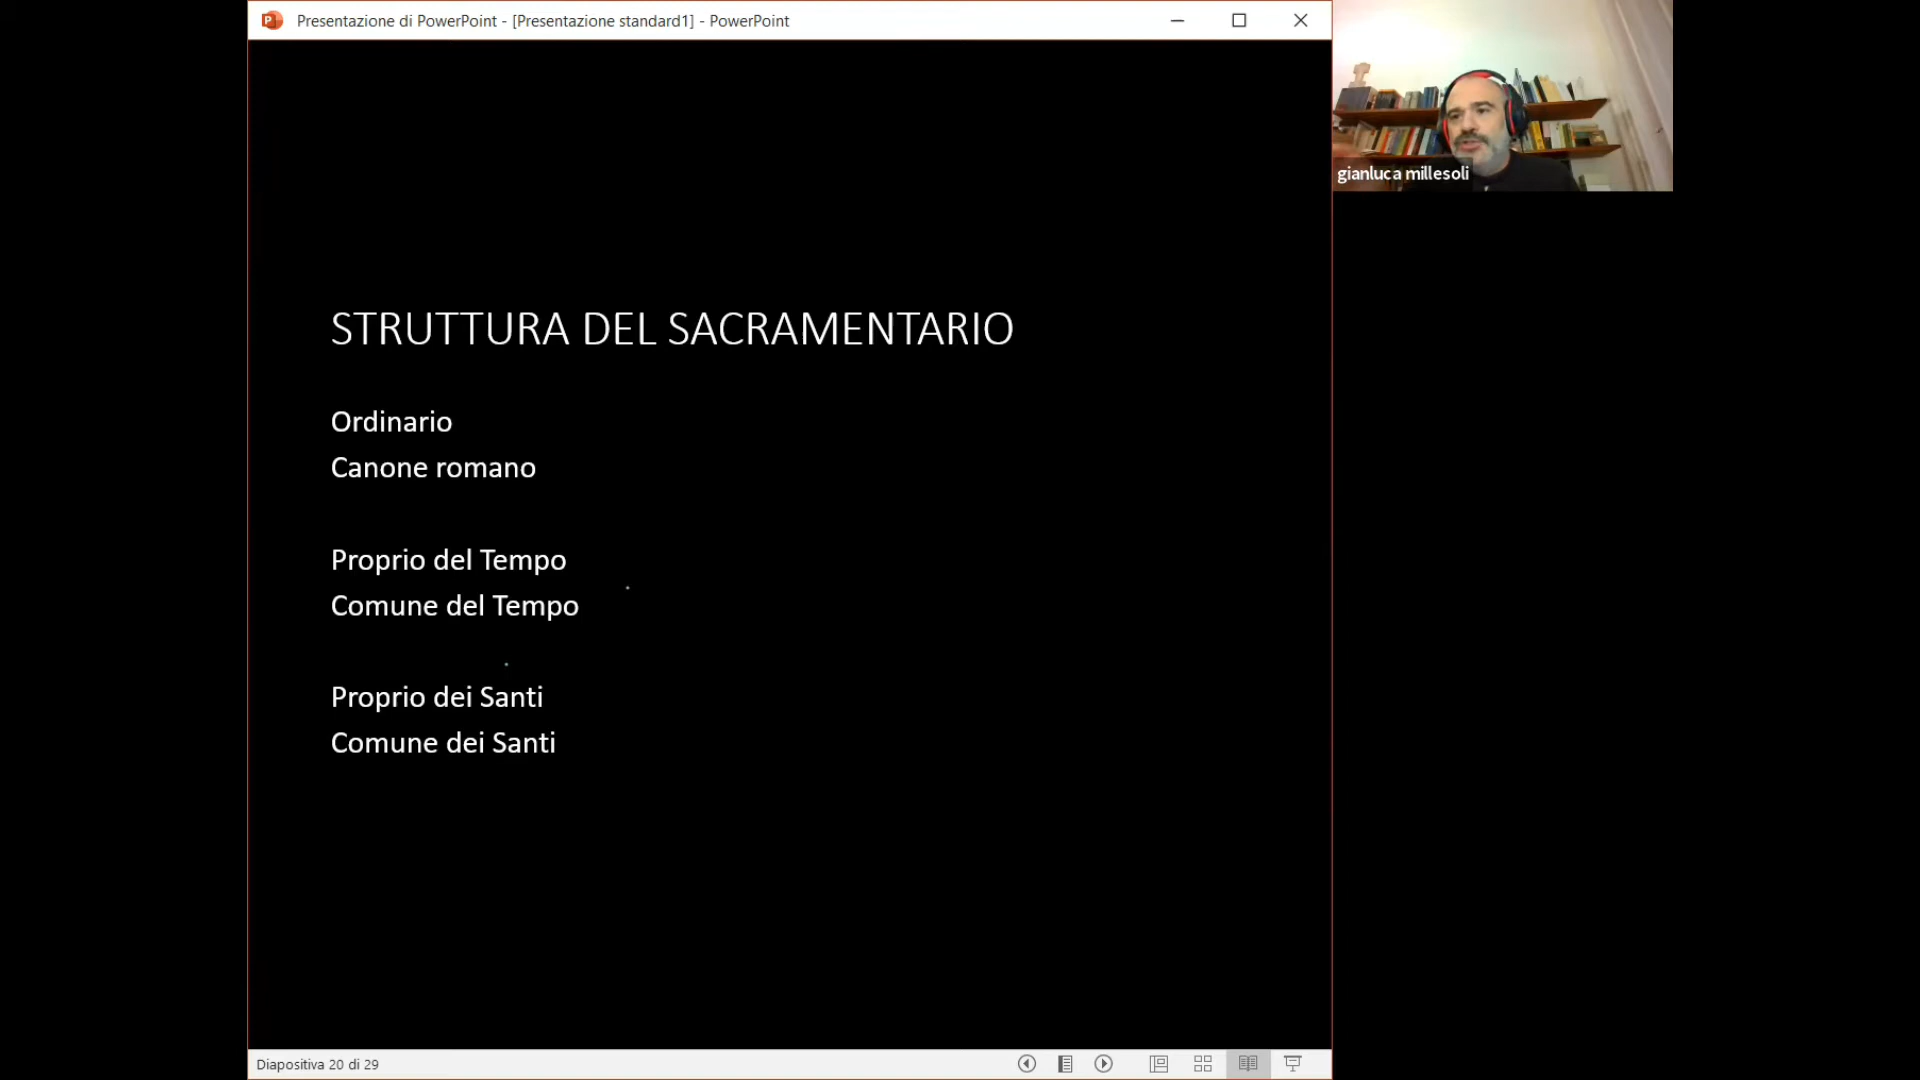 Presentazione di PowerPoint - [Presentazione standard1] - PowerPoint
gianluca millesoli
STRUTTURA DEL SACRAMENTARIO
Ordinario
Canone romano
Proprio del Tempo
Comune del Tempo
Proprio dei Santi
Comune dei Santi
Diapositiva 20 di 29